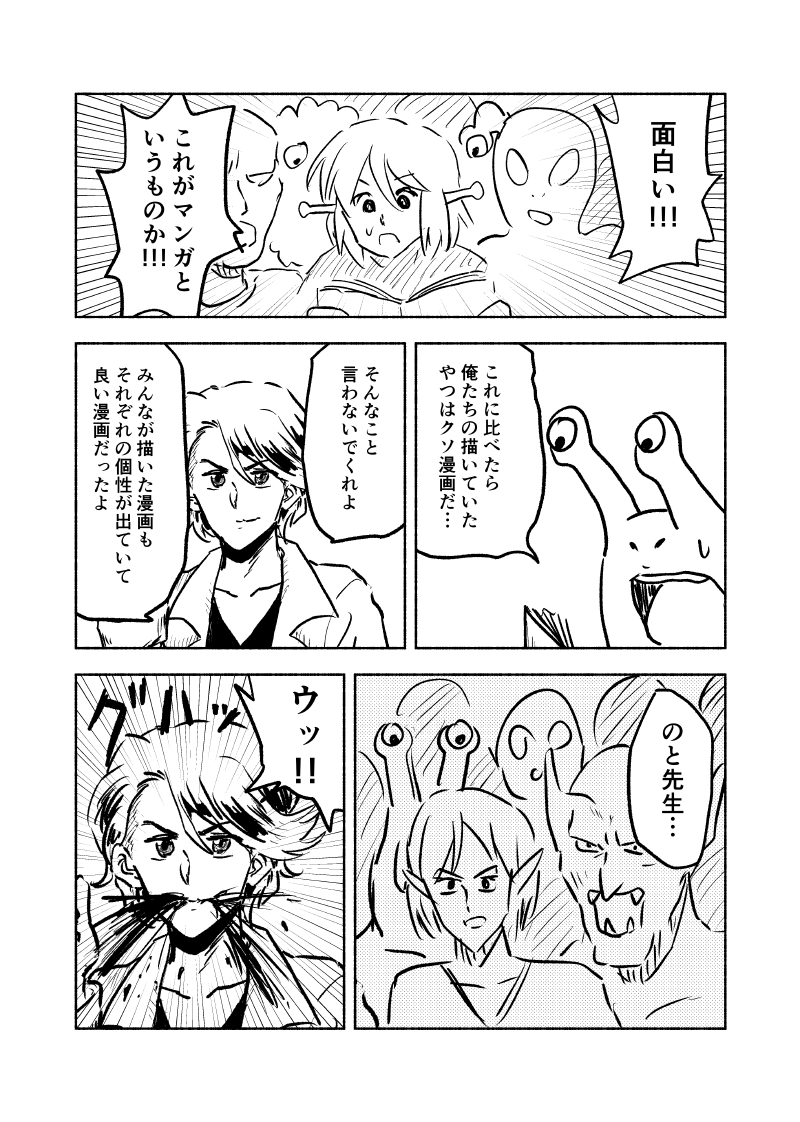 面白い!!!
これがマンガと
いうものか!!!
これに比べたら
俺たちの描いていた
やつはクソ漫画だ…
そんなこと
言わないでくれよ
みんなが描いた漫画も
それぞれの個性が出ていて
良い漫画だったよ
のと先生…
ウッ!!
グハッ